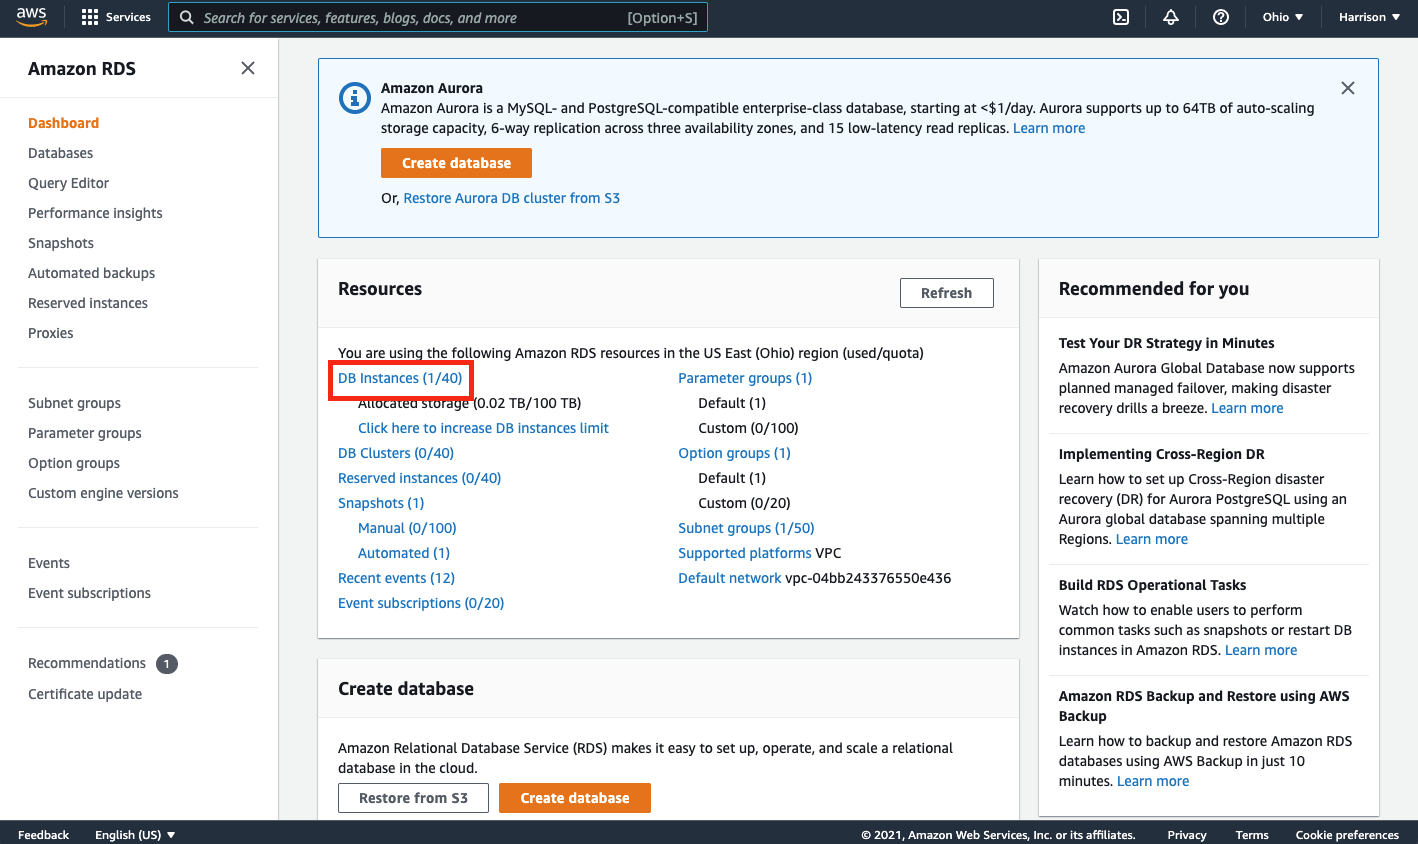 aws
Services
Search for services, features, blogs, docs, and more
[Option+S]
Ohio ▼
Harrison ▼
Amazon RDS
Dashboard
Databases
Query Editor
Performance insights
Snapshots
Automated backups
Reserved instances
Proxies
Subnet groups
Parameter groups
Option groups
Custom engine versions
Events
Event subscriptions
Recommendations 1
Certificate update
Amazon Aurora
Amazon Aurora is a MySQL- and PostgreSQL-compatible enterprise-class database, starting at <$1/day. Aurora supports up to 64TB of auto-scaling
storage capacity, 6-way replication across three availability zones, and 15 low-latency read replicas. Learn more
Create database
Or, Restore Aurora DB cluster from S3
Resources
Refresh
You are using the following Amazon RDS resources in the US East (Ohio) region (used/quota)
DB Instances (1/40)
Allocated storage (0.02 TB/100 TB)
Click here to increase DB instances limit
DB Clusters (0/40)
Reserved instances (0/40)
Snapshots (1)
Manual (0/100)
Automated (1)
Recent events (12)
Event subscriptions (0/20)
Parameter groups (1)
Default (1)
Custom (0/100)
Option groups (1)
Default (1)
Custom (0/20)
Subnet groups (1/50)
Supported platforms VPC
Default network vpc-04bb243376550e436
Create database
Amazon Relational Database Service (RDS) makes it easy to set up, operate, and scale a relational
database in the cloud.
Restore from S3
Create database
Recommended for you
Test Your DR Strategy in Minutes
Amazon Aurora Global Database now supports
planned managed failover, making disaster
recovery drills a breeze. Learn more
Implementing Cross-Region DR
Learn how to set up Cross-Region disaster
recovery (DR) for Aurora PostgreSQL using an
Aurora global database spanning multiple
Regions. Learn more
Build RDS Operational Tasks
Watch how to enable users to perform
common tasks such as snapshots or restart DB
instances in Amazon RDS. Learn more
Amazon RDS Backup and Restore using AWS
Backup
Learn how to backup and restore Amazon RDS
databases using AWS Backup in just 10
minutes. Learn more
Feedback
English (US) ▼
© 2021, Amazon Web Services, Inc. or its affiliates.
Privacy
Terms
Cookie preferences